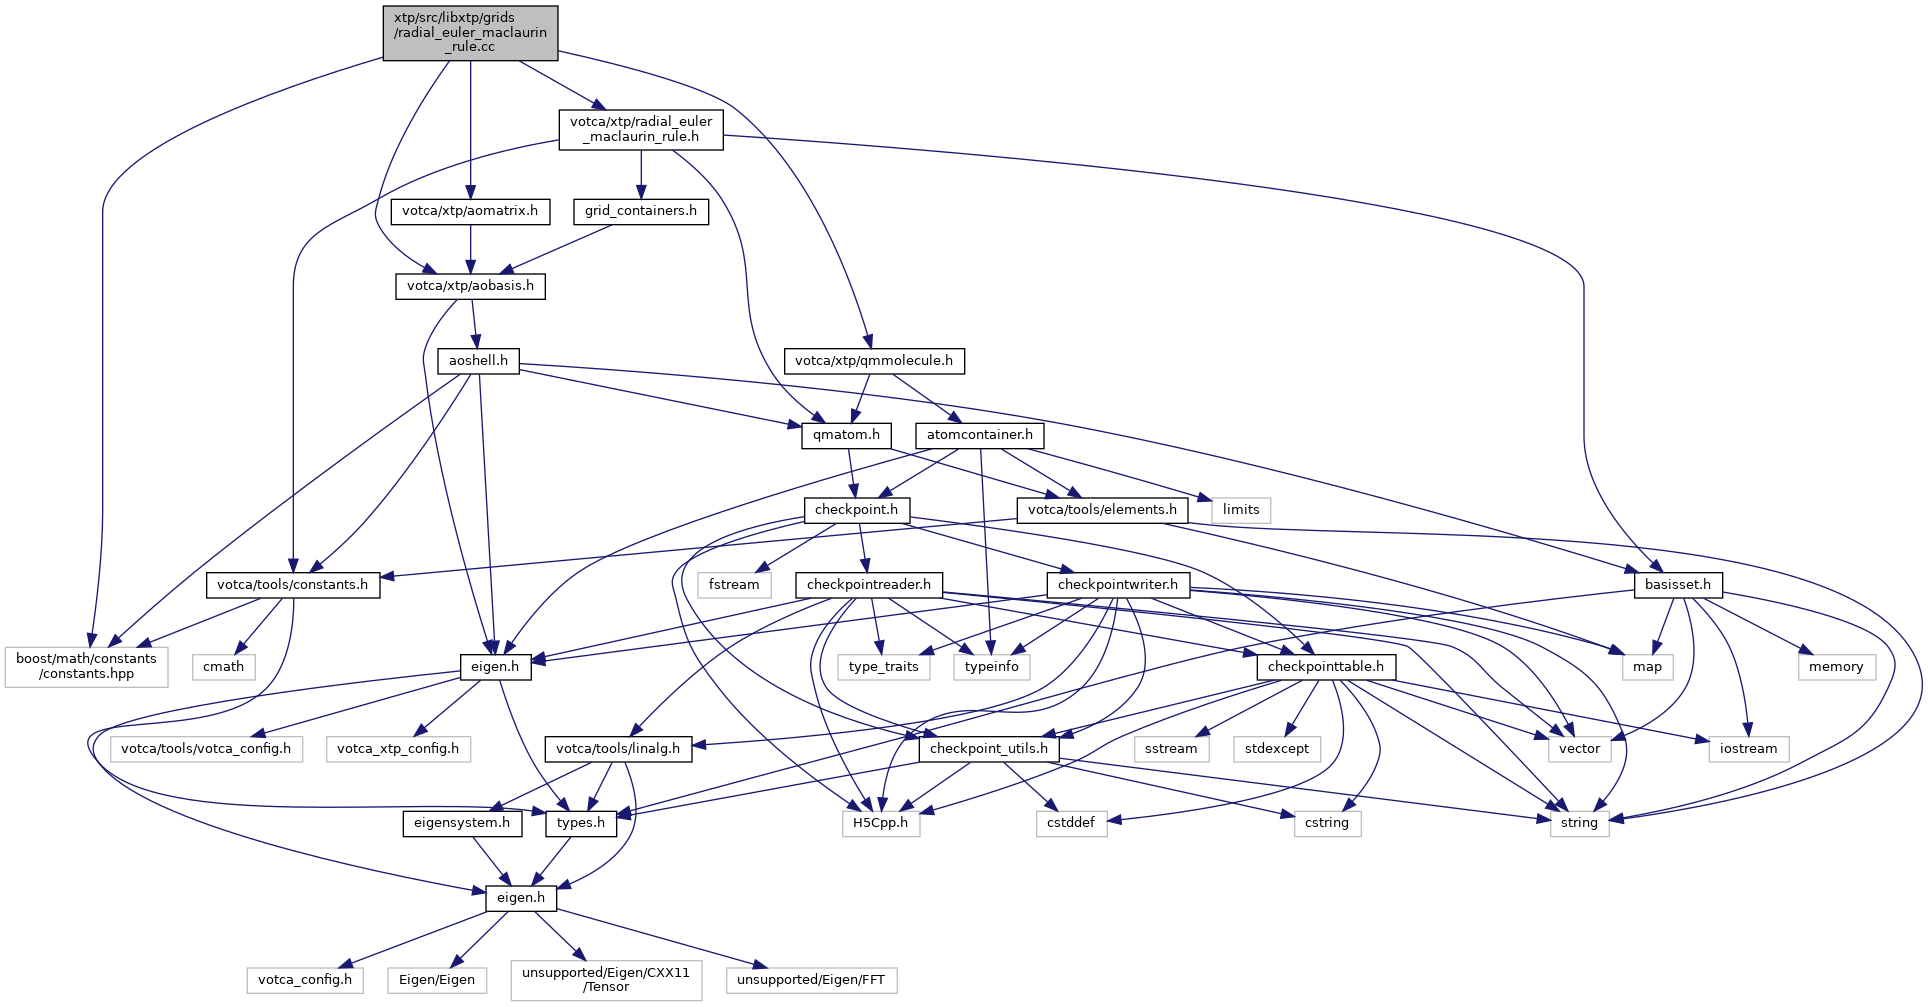 xtp/src/libxtp/grids
/radial_euler_maclaurin
_rule.cc
votca/xtp/radial_euler
_maclaurin_rule.h
votca/xtp/aomatrix.h
grid_containers.h
votca/xtp/aobasis.h
aoshell.h
votca/xtp/qmmolecule.h
qmatom.h
atomcontainer.h
checkpoint.h
votca/tools/elements.h
limits
votca/tools/constants.h
fstream
checkpointreader.h
checkpointwriter.h
basisset.h
boost/math/constants
/constants.hpp
cmath
eigen.h
type_traits
typeinfo
checkpointtable.h
map
memory
votca/tools/votca_config.h
votca_xtp_config.h
votca/tools/linalg.h
checkpoint_utils.h
sstream
stdexcept
vector
iostream
eigensystem.h
types.h
H5Cpp.h
cstddef
cstring
string
eigen.h
votca_config.h
Eigen/Eigen
unsupported/Eigen/CXX11
/Tensor
unsupported/Eigen/FFT